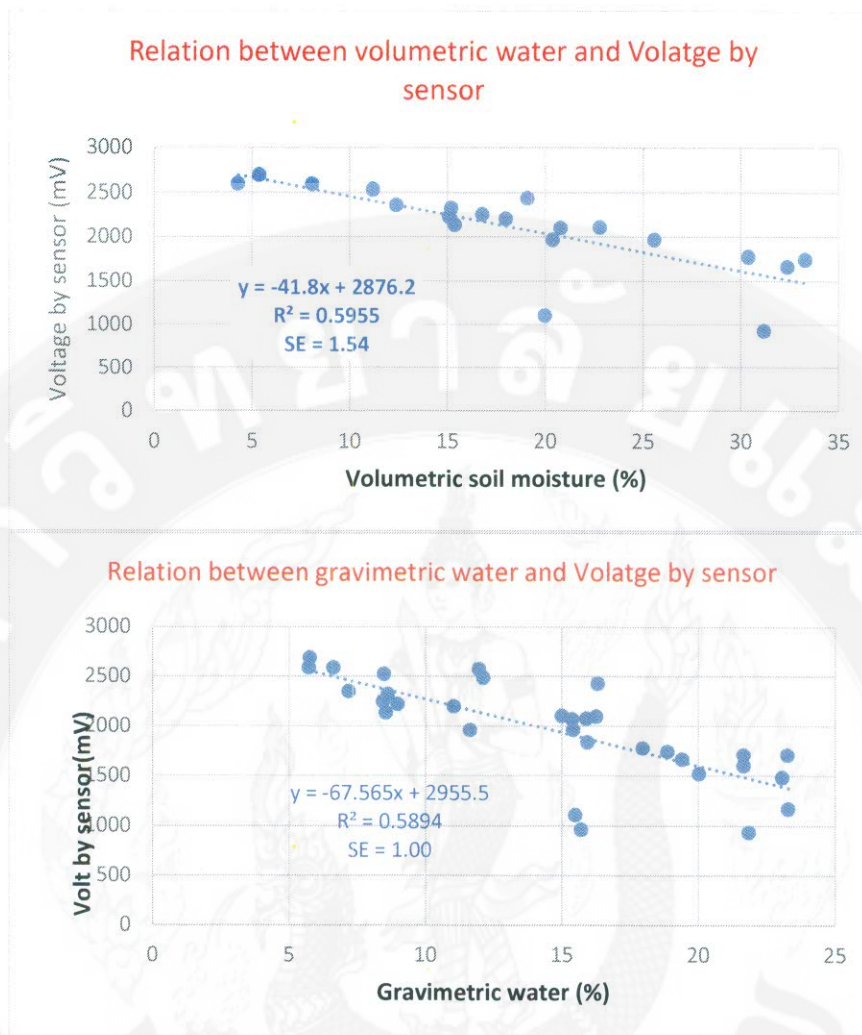 Relation between volumetric water and Volatge by
sensor
Voltage by sensor (mV)
3000
2500
2000
1500
1000
500
0
y = -41.8x + 2876.2
R² = 0.5955
SE = 1.54
0 5 10 15 20 25 30 35
Volumetric soil moisture (%)
Relation between gravimetric water and Volatge by sensor
Volt by sensor(mV)
3000
2500
2000
1500
1000
500
0
y = -67.565x + 2955.5
R² = 0.5894
SE = 1.00
0 5 10 15 20 25
Gravimetric water (%)